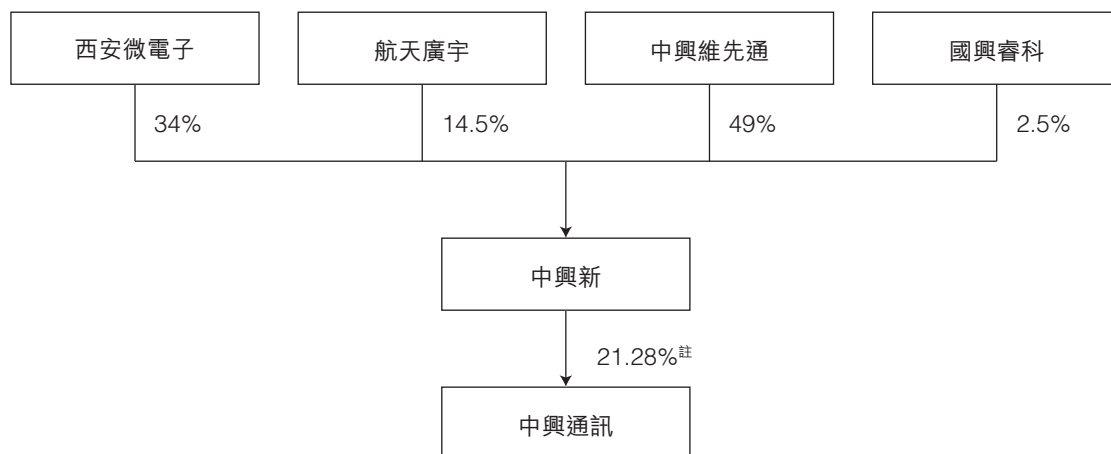 西安微電子
航天廣宇
中興維先通
國興睿科
34%
14.5%
49%
2.5%
中興新
21.28%註
中興通訊